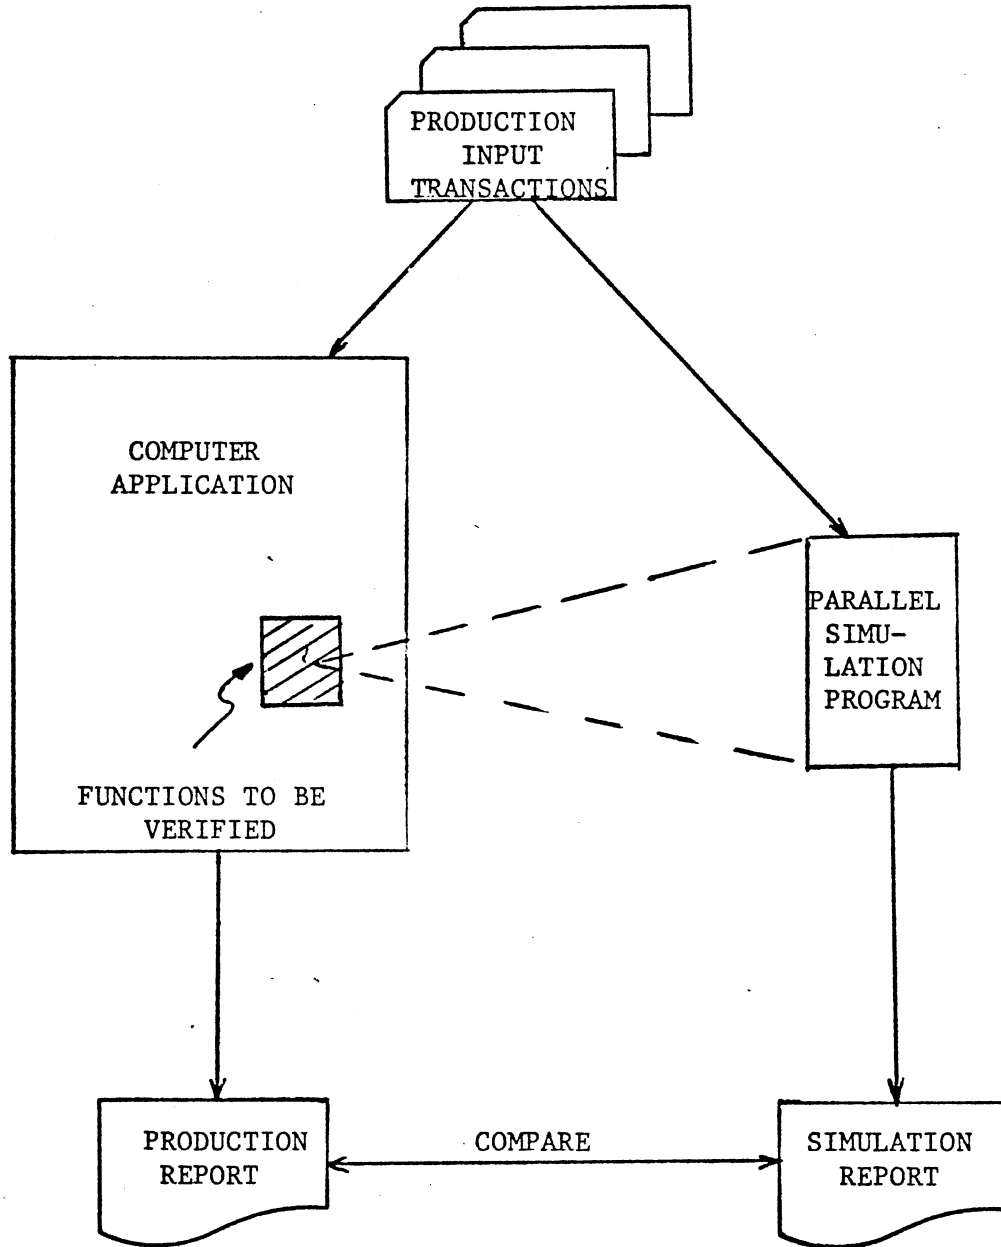 PRODUCTION
INPUT
TRANSACTIONS
COMPUTER
APPLICATION
PARALLEL
SIMU-
LATION
PROGRAM
FUNCTIONS TO BE
VERIFIED
PRODUCTION
REPORT
COMPARE
SIMULATION
REPORT